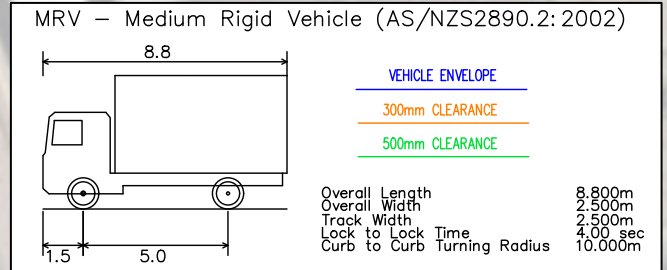 MRV - Medium Rigid Vehicle (AS/NZS2890.2:2002)
8.8
VEHICLE ENVELOPE
300mm CLEARANCE
500mm CLEARANCE
Overall Length 8.800m
Overall Width 2.500m
Track Width 2.500m
Lock to Lock Time 4.00 sec
Curb to Curb Turning Radius 10.000m
1.5 5.0